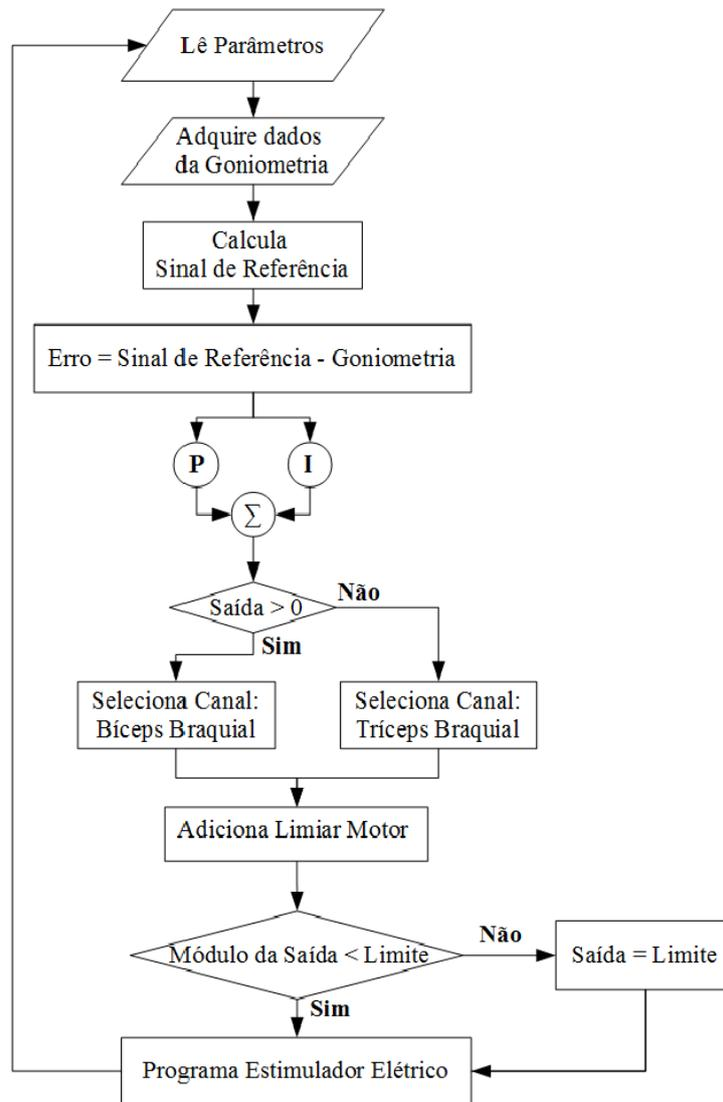 Lê Parâmetros
Adquire dados
da Goniometria
Calcula
Sinal de Referência
Erro = Sinal de Referência - Goniometria
P
I
∑
Saída > 0
Não
Sim
Seleciona Canal:
Bíceps Braquial
Seleciona Canal:
Tríceps Braquial
Adiciona Limiar Motor
Módulo da Saída < Limite
Não
Saída = Limite
Sim
Programa Estimulador Elétrico